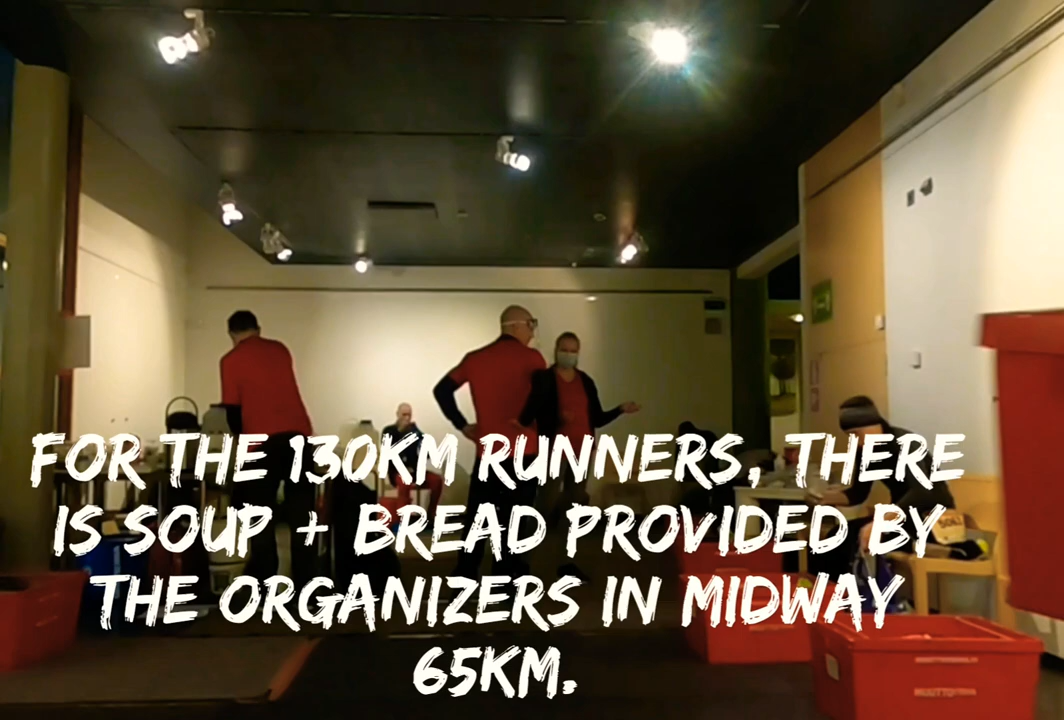 FOR THE 130KM RUNNERS, THERE
IS SOUP + BREAD PROVIDED BY
THE ORGANIZERS IN MIDWAY
65KM.